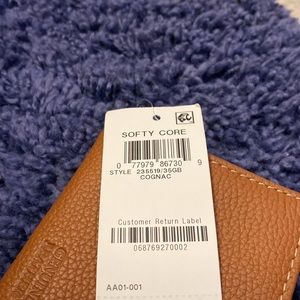 SOFTY CORE
0 77979 86730 9
STYLE 235519/35GB
COGNAC
Customer Return Label
068769270002
AA01-001